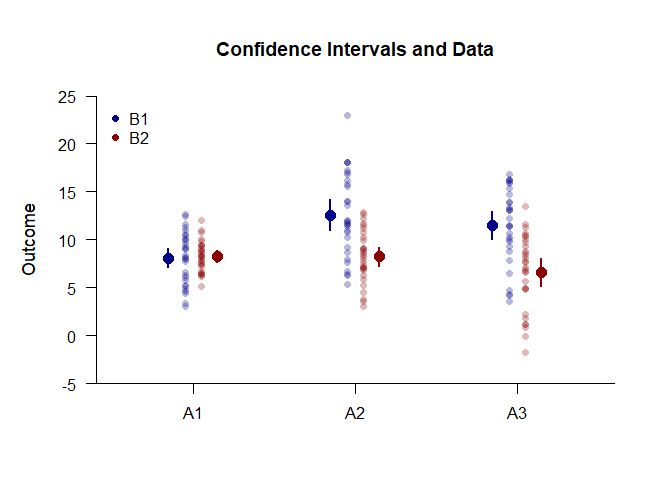 Confidence Intervals and Data
25
20
15
10
5
0
-5
Outcome
B1
B2
A1
A2
A3